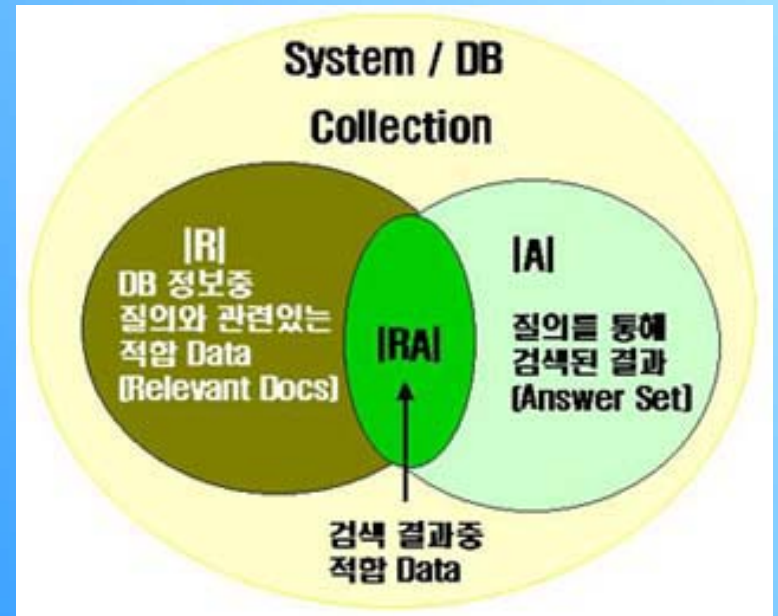 System / DB
Collection
|R|
DB 정보중
질의와 관련있는
적합 Data
(Relevant Docs)
|RA|
|A|
질의를 통해
검색된 결과
(Answer Set)
검색 결과중
적합 Data